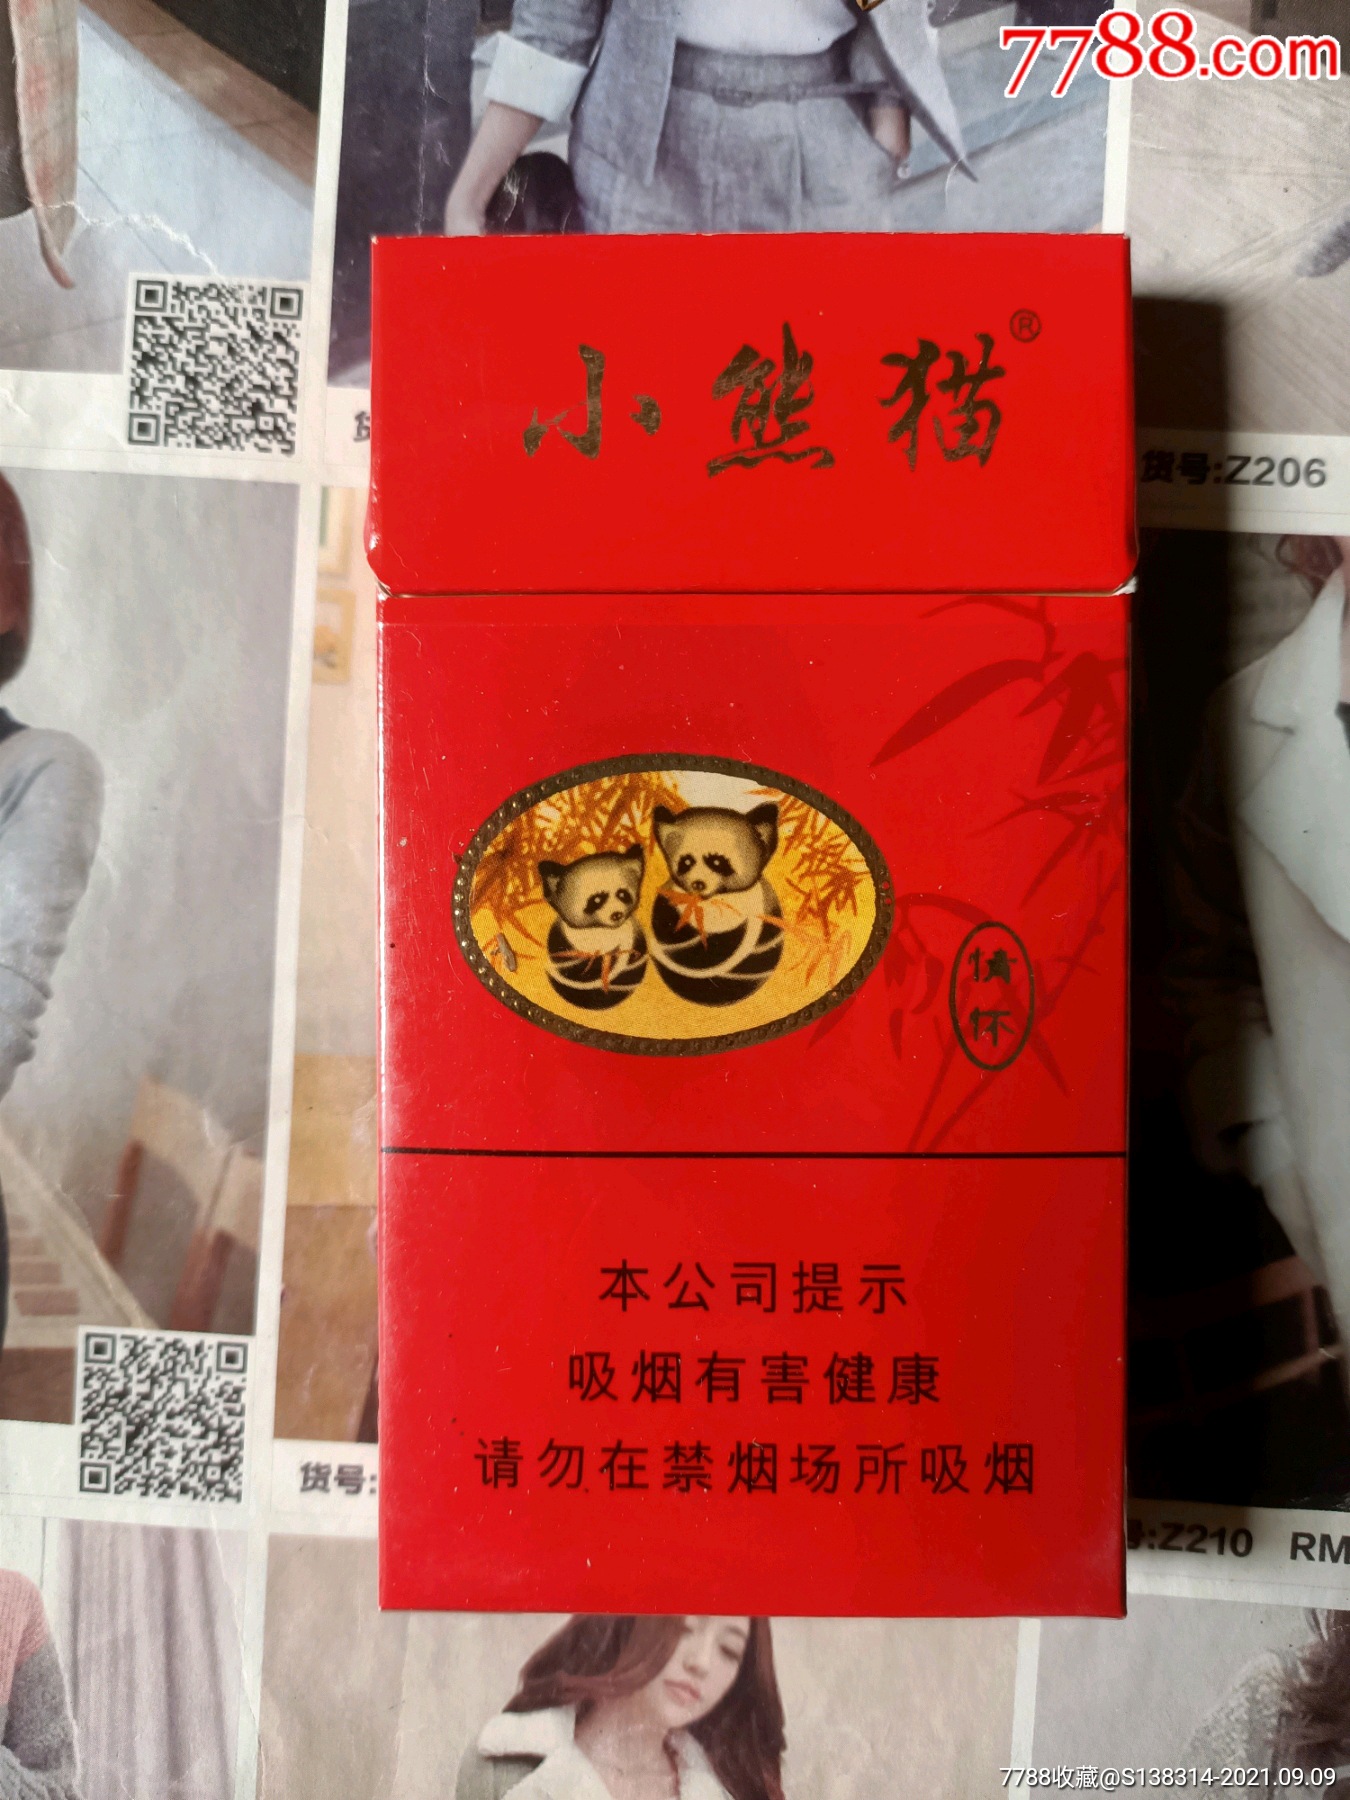 7788.com
小熊猫®
货号:Z206
情
怀
本公司提示
吸烟有害健康
请勿在禁烟场所吸烟
货号:
号:Z210 RM
7788收藏@S138314-2021.09.09